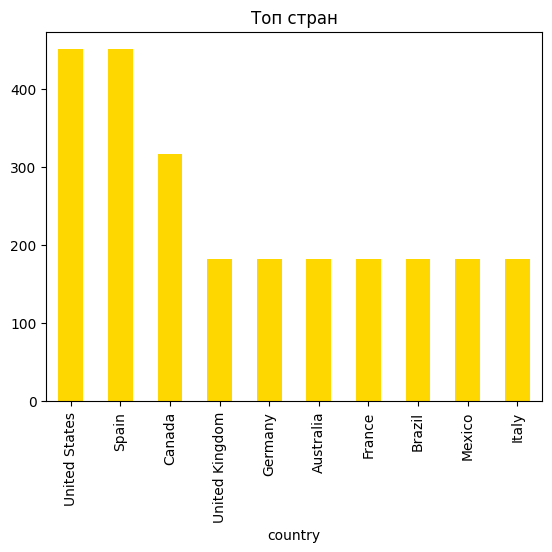 Топ стран
400
300
200
100
0
United States
Spain
Canada
United Kingdom
Germany
Australia
France
Brazil
Mexico
Italy
country